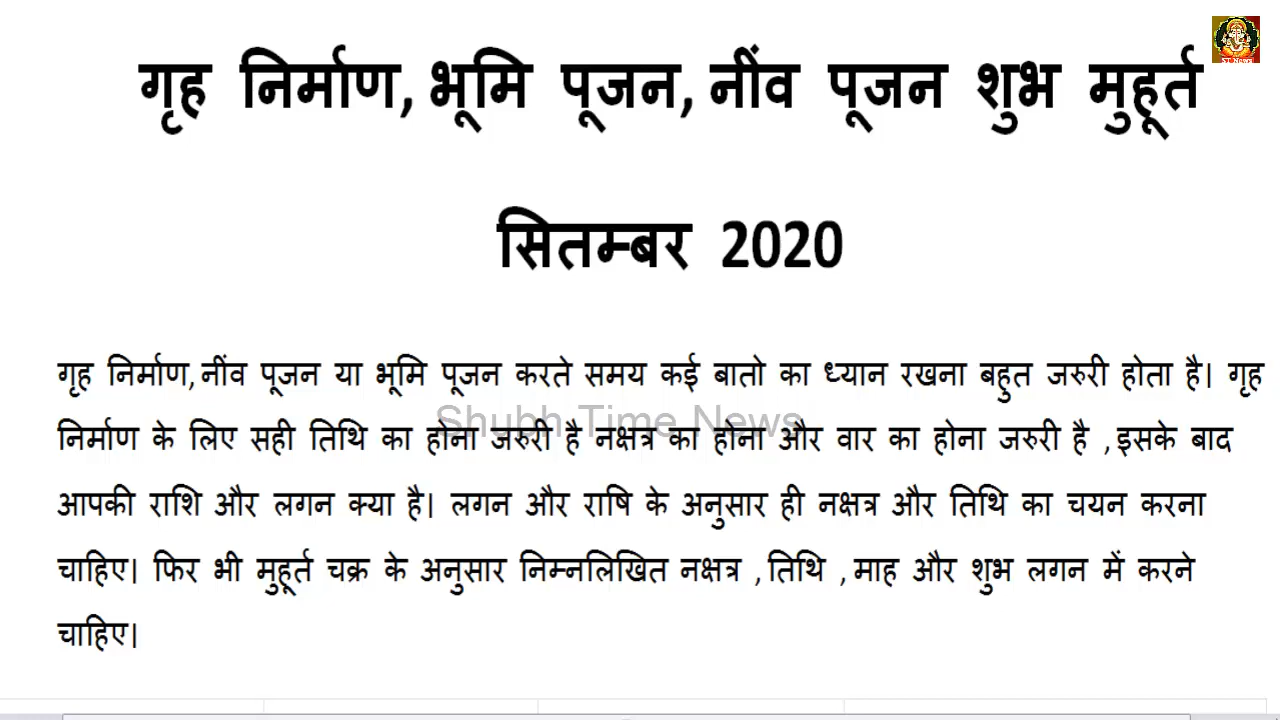 गृह निर्माण, भूमि पूजन, नींव पूजन शुभ मुहूर्त
सितम्बर 2020
गृह निर्माण, नींव पूजन या भूमि पूजन करते समय कई बातो का ध्यान रखना बहुत जरुरी होता है। गृह
निर्माण के लिए सही तिथि का होना जरुरी है नक्षत्र का होना और वार का होना जरुरी है ,इसके बाद
आपकी राशि और लगन क्या है। लगन और राषि के अनुसार ही नक्षत्र और तिथि का चयन करना
चाहिए। फिर भी मुहूर्त चक्र के अनुसार निम्नलिखित नक्षत्र ,तिथि ,माह और शुभ लगन में करने
चाहिए।
Shubh Time News
ST News